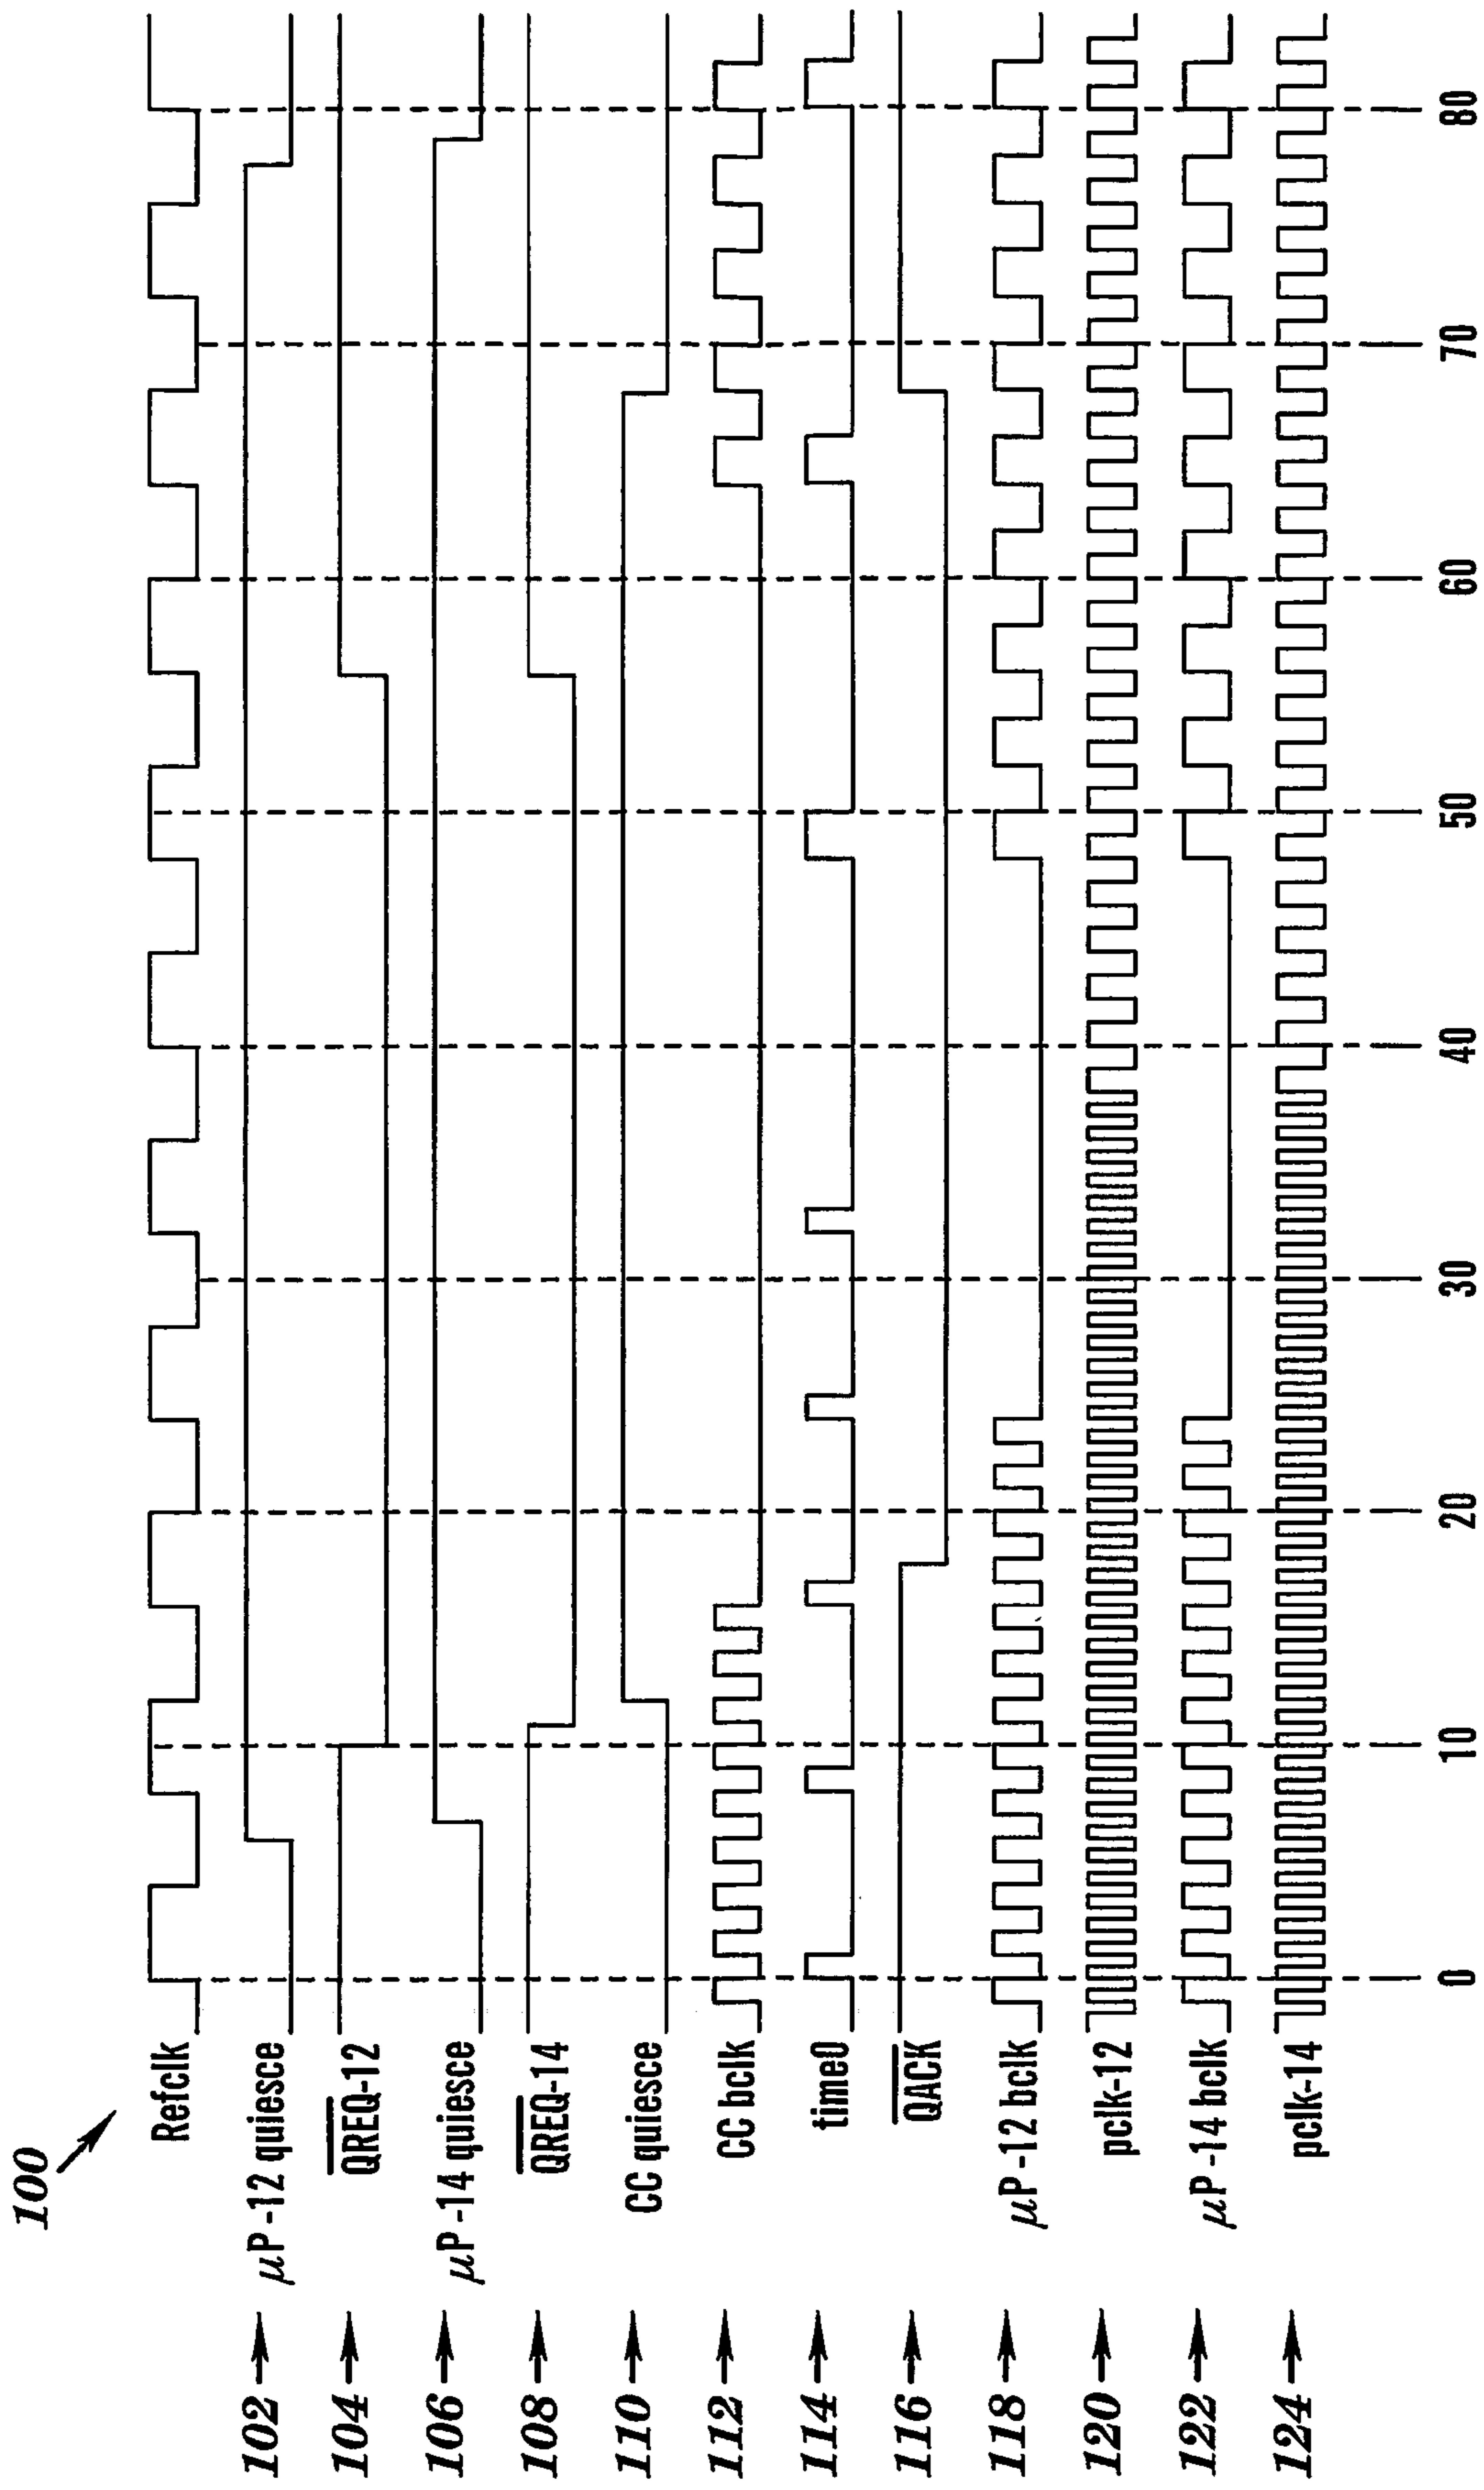 100
Refclk
102 μP-12 quiesce
104 QREQ-12
106 μP-14 quiesce
108 QREQ-14
110 CC quiesce
112 CC bclk
114 time0
116 QACK
118 μP-12 bclk
120 pclk-12
122 μP-14 bclk
124 pclk-14
0 10 20 30 40 50 60 70 80